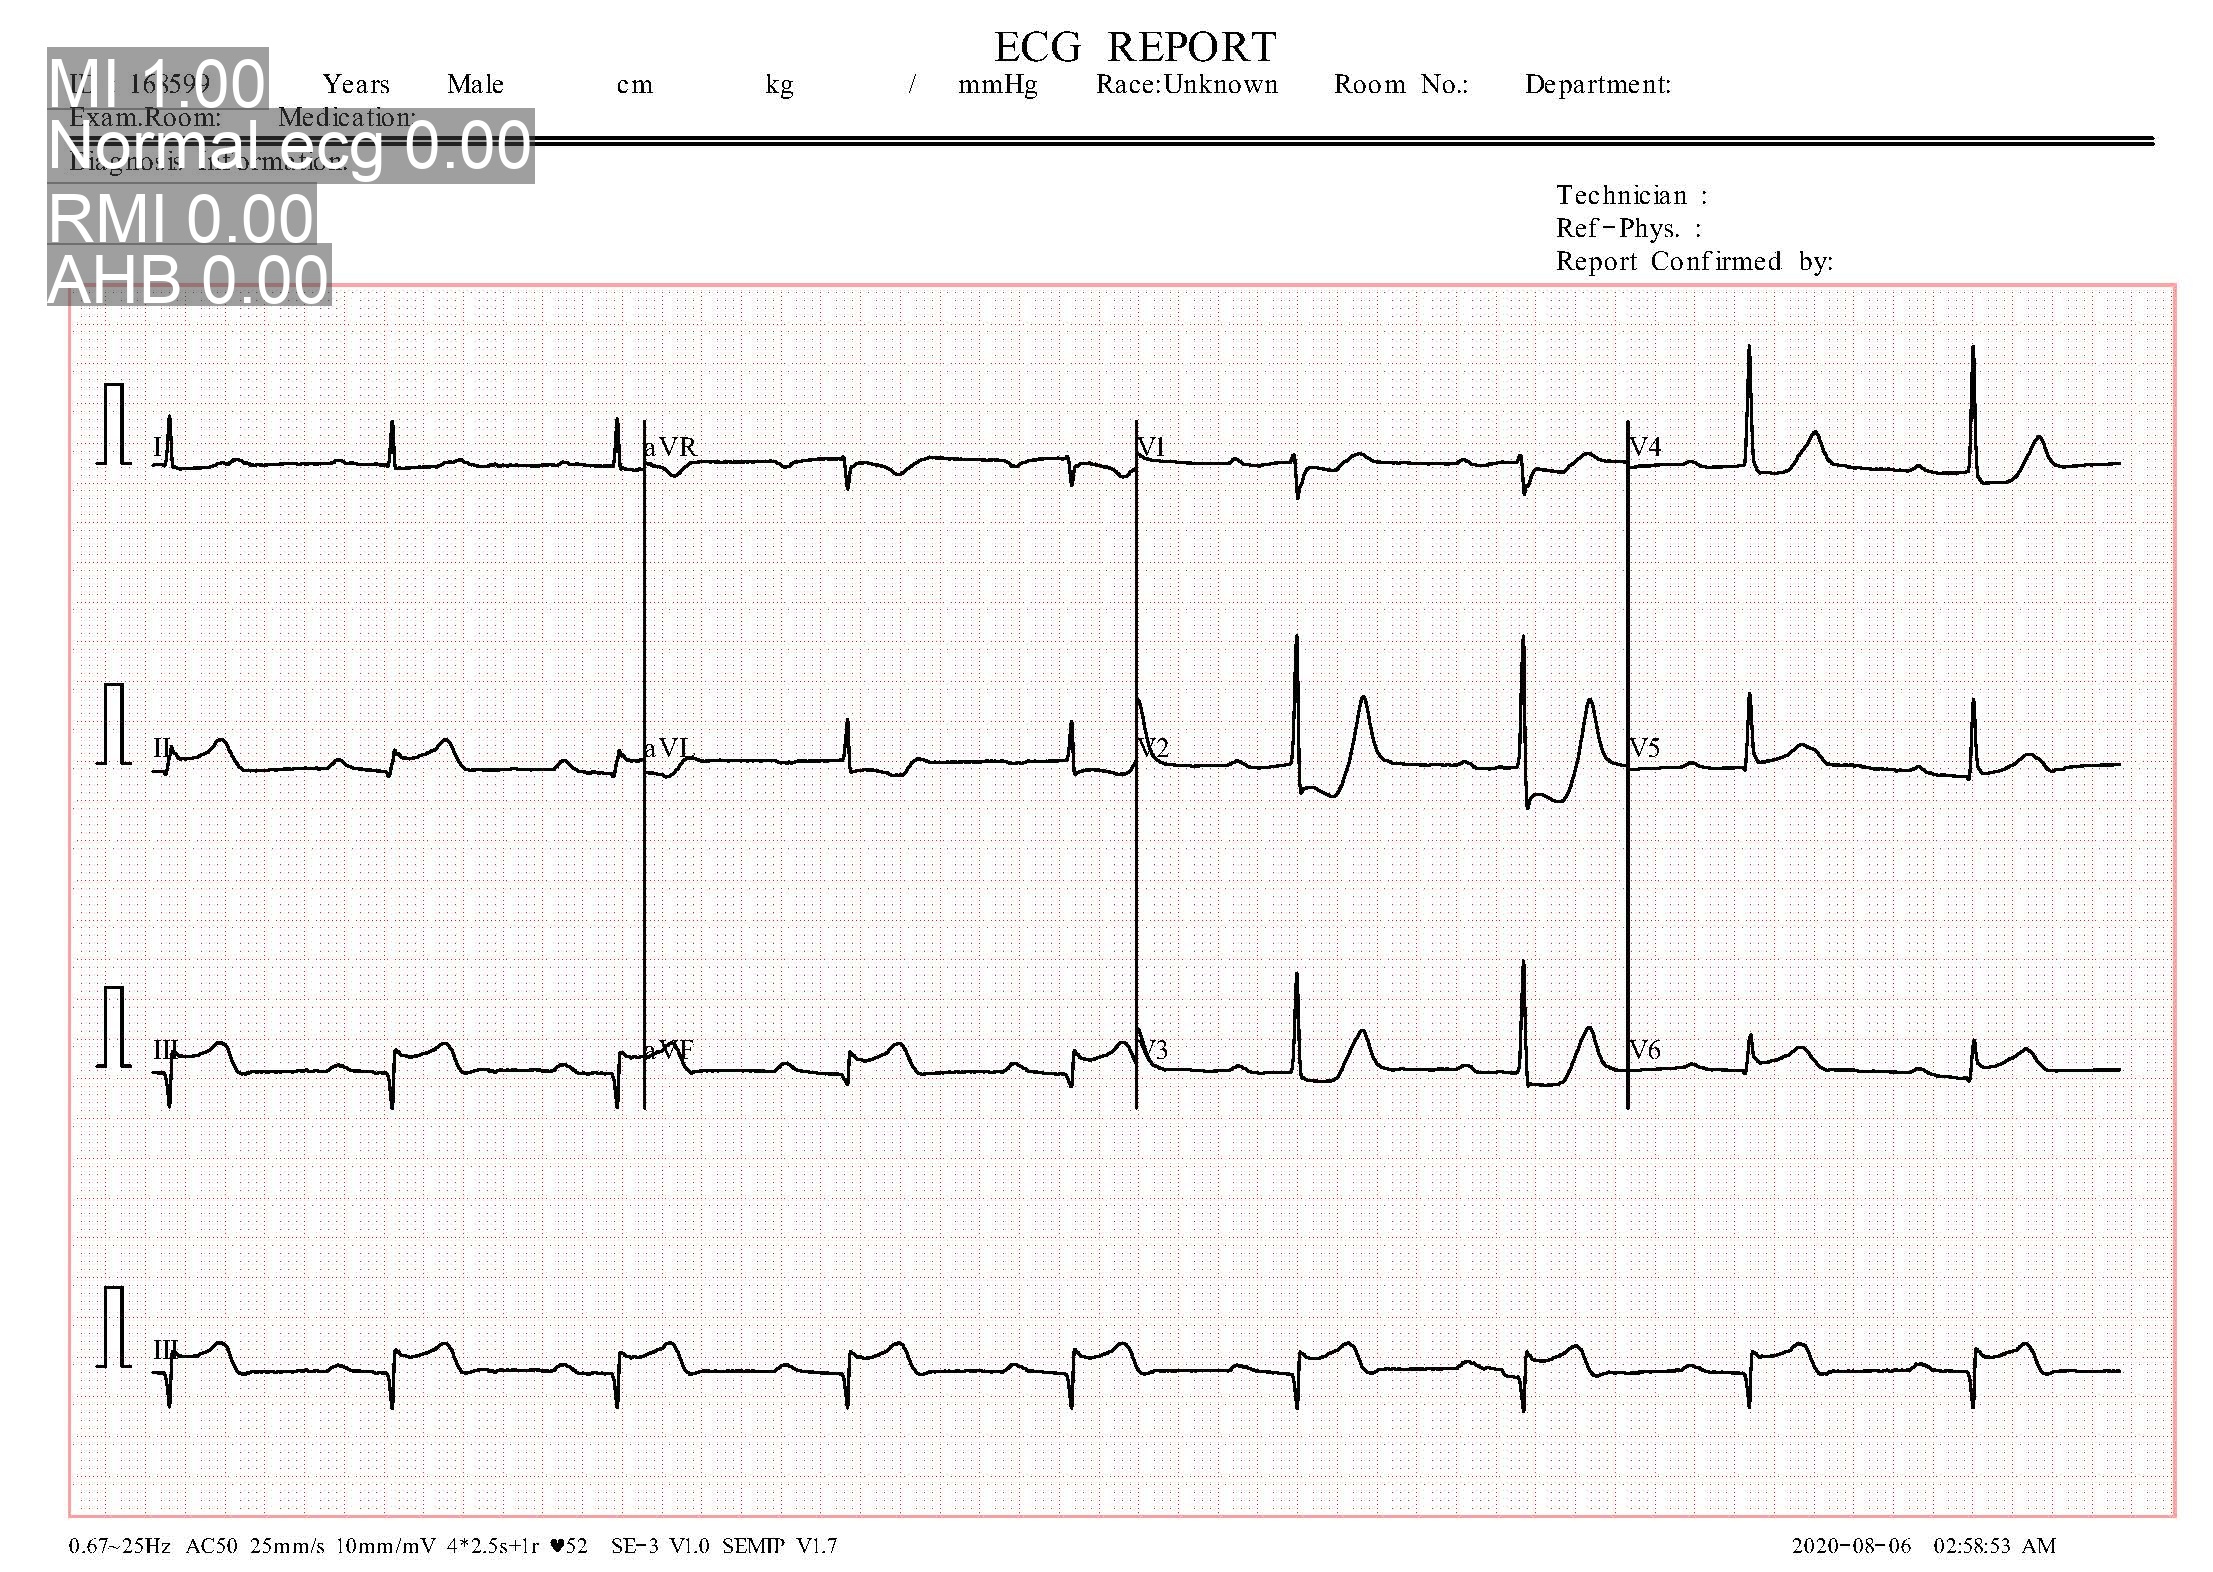 ECG REPORT
MI 1.00
168599 Years Male cm kg / mmHg Race:Unknown Room No.: Department:
Exam.Room: Medication:
Normal ecg 0.00
Diagnosis Information:
Technician :
RMI 0.00
Ref-Phys. :
Report Confirmed by:
AHB 0.00
I aVR V1 V4
II aVL V2 V5
III aVF V3 V6
III
0.67~25Hz AC50 25mm/s 10mm/mV 4*2.5s+1r ♥52 SE-3 V1.0 SEMIP V1.7 2020-08-06 02:58:53 AM